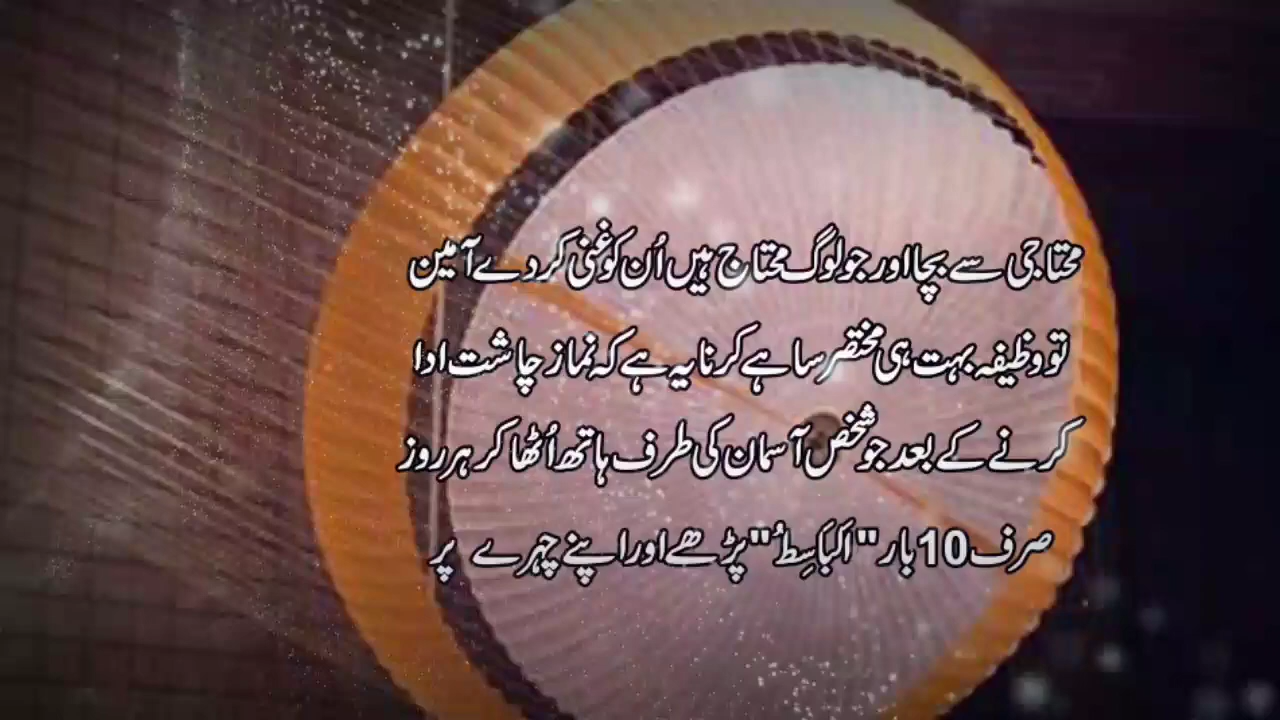 محتاجی سے بچا اور جو لوگ محتاج ہیں اُن کو غنی کر دے آمین
تو وظیفہ بہت ہی مختصر سا ہے کرنا یہ ہے کہ نماز چاشت ادا
کرنے کے بعد جو شخص آسمان کی طرف ہاتھ اُٹھا کر ہر روز
صرف 10 بار "اَلبَاسِطُ" پڑھے اور اپنے چہرے پر